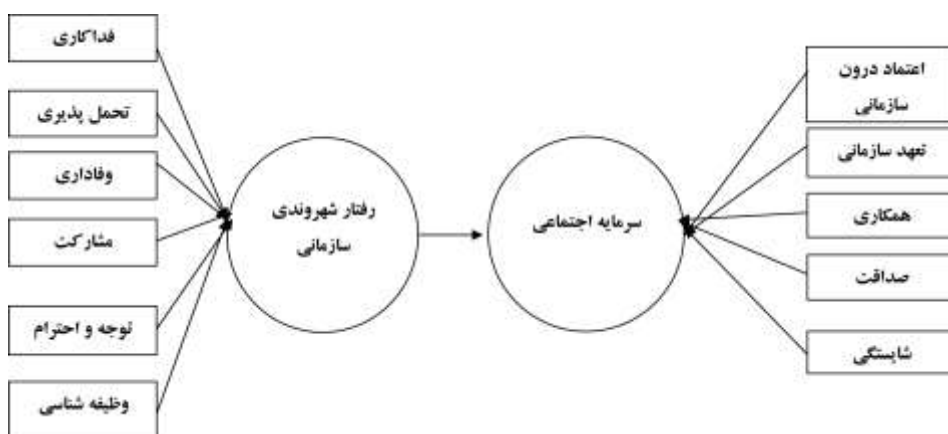 فداکاری
تحمل پذیری
وفاداری
مشارکت
توجه و احترام
وظیفه شناسی
رفتار شهروندی
سازمانی
سرمایه اجتماعی
اعتماد درون
سازمانی
تعهد سازمانی
همکاری
صداقت
شایستگی